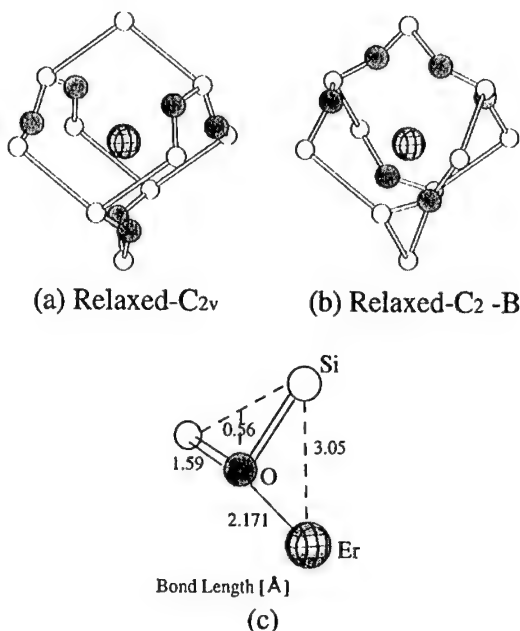 (a) Relaxed-C2v
(b) Relaxed-C2 -B
Si
0.56
1.59
O
3.05
2.171
Er
Bond Length [Å]
(c)